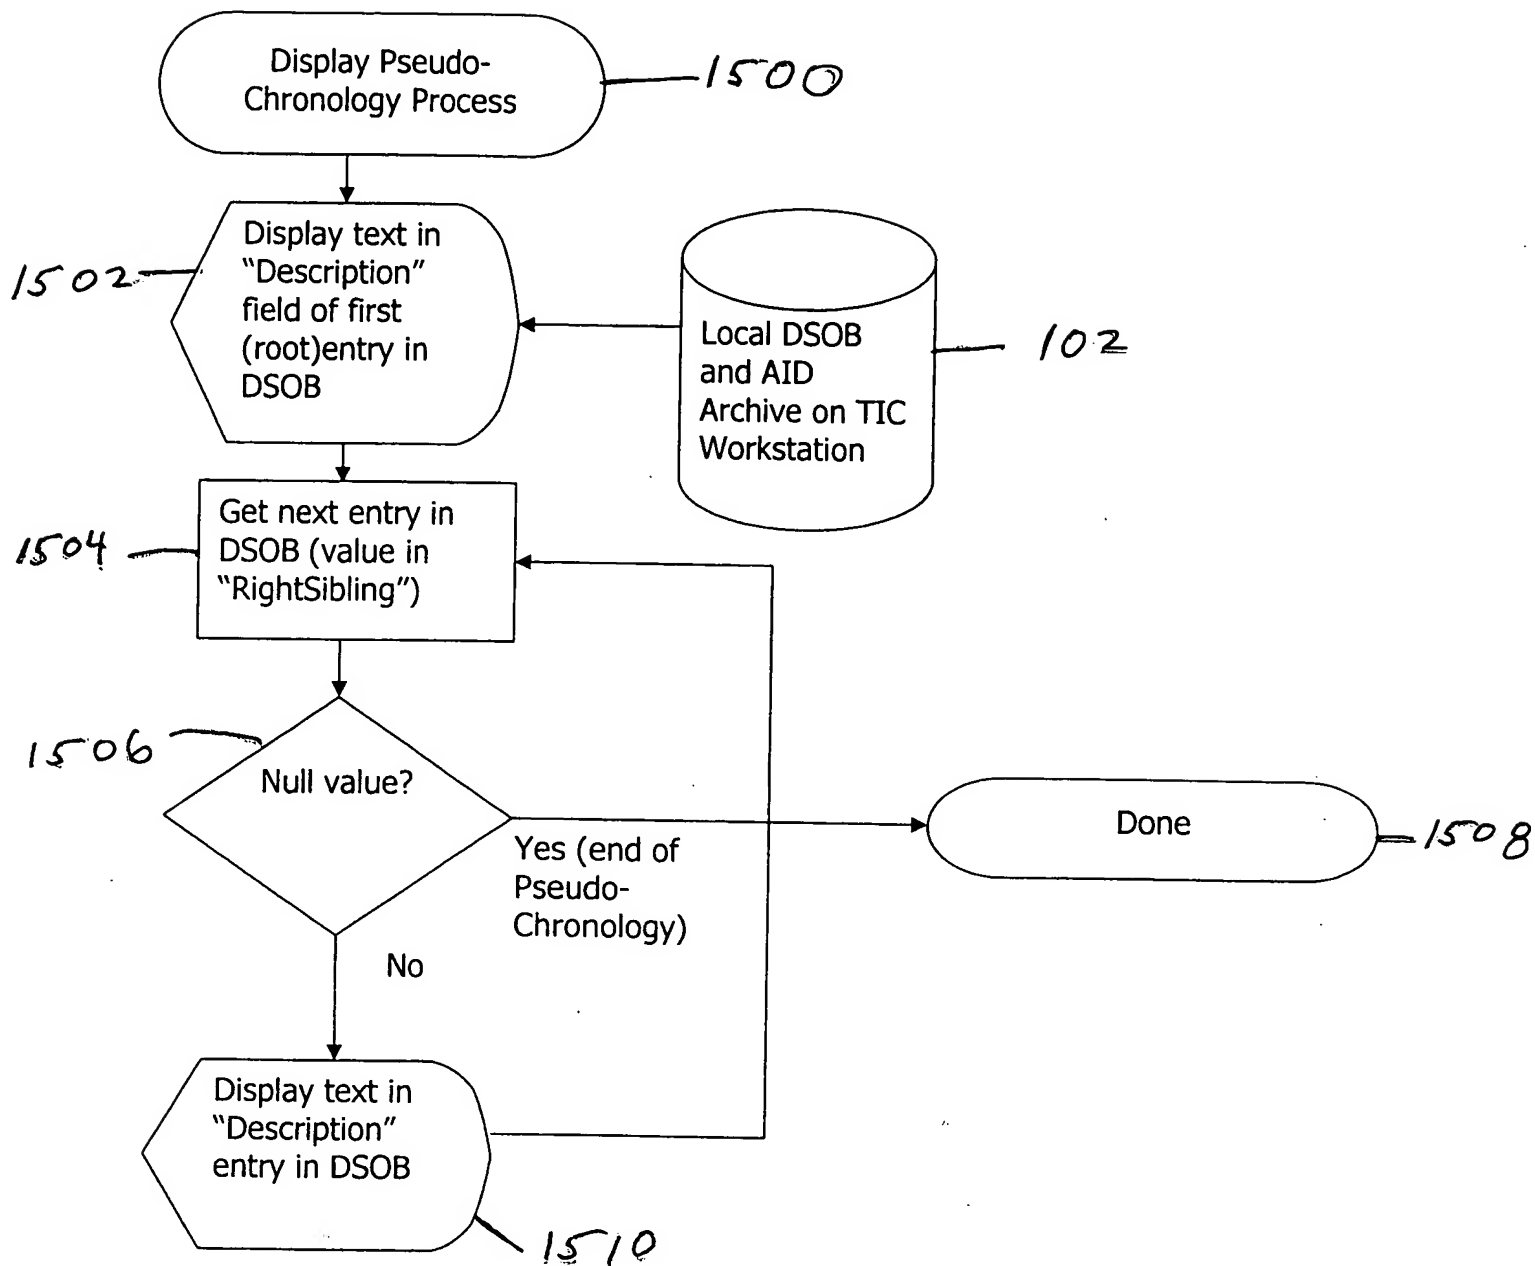 Display Pseudo-
Chronology Process
1500
Display text in
“Description”
field of first
(root)entry in
DSOB
1502
Local DSOB
and AID
Archive on TIC
Workstation
102
Get next entry in
DSOB (value in
“RightSibling”)
1504
Null value?
1506
Yes (end of
Pseudo-
Chronology)
Done
1508
No
Display text in
“Description”
entry in DSOB
1510